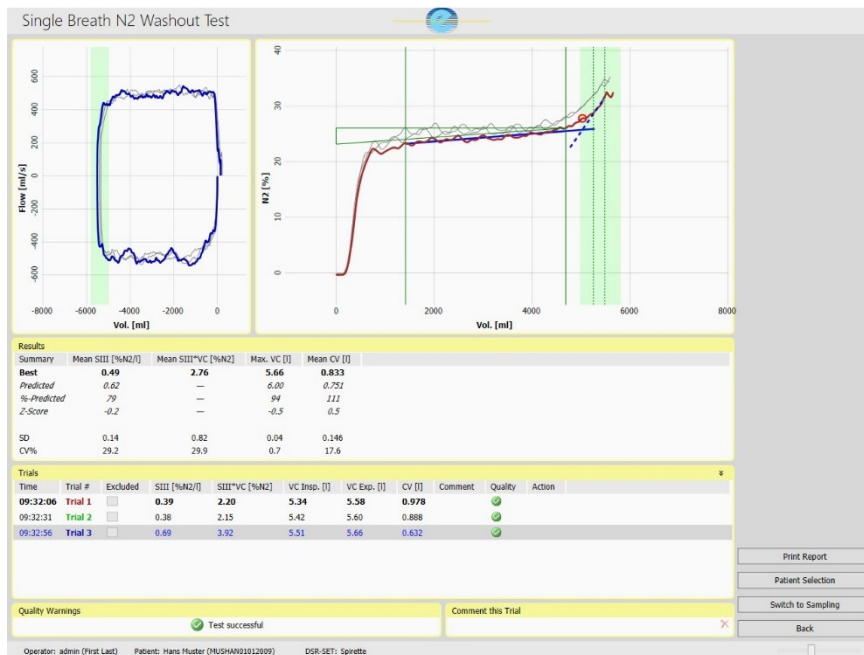 Single Breath N2 Washout Test
Flow [ml/s]
600
400
200
0
-200
-400
-600
-8000 -6000 -4000 -2000 0
Vol. [ml]
N2 [%]
40
30
20
10
0
0 2000 4000 6000 8000
Vol. [ml]
Results
Summary Mean SIII [%N2/l] Mean SIII*VC [%N2] Max. VC [l] Mean CV [l]
Best 0.49 2.76 5.66 0.833
Predicted 0.62 — 6.00 0.751
%-Predicted 79 — 94 111
Z-Score -0.2 — -0.5 0.5
SD 0.14 0.82 0.04 0.146
CV% 29.2 29.9 0.7 17.6
Trials
Time Trial # Excluded SIII [%N2/l] SIII*VC [%N2] VC Insp. [l] VC Exp. [l] CV [l] Comment Quality Action
09:32:06 Trial 1 0.39 2.20 5.34 5.58 0.978
09:32:31 Trial 2 0.38 2.15 5.42 5.60 0.888
09:32:56 Trial 3 0.69 3.92 5.51 5.66 0.632
Print Report
Patient Selection
Switch to Sampling
Back
Quality Warnings
Test successful
Comment this Trial
Operator: admin (First Last) Patient: Hans Muster (MUSHAN01012009) DSR-SET: Spirette